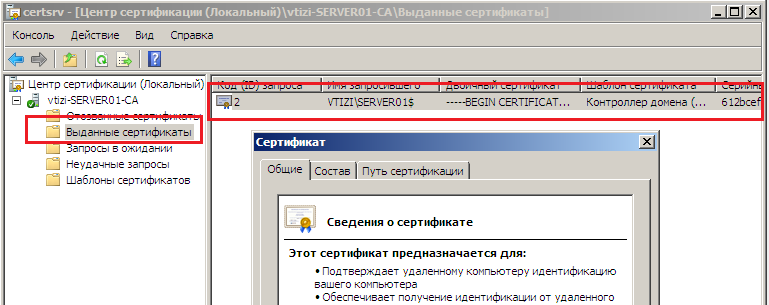 certsrv - [Центр сертификации (Локальный)\vtizi-SERVER01-CA\Выданные сертификаты]
Консоль Действие Вид Справка
Центр сертификации (Локальный)
vtizi-SERVER01-CA
Отозванные сертификаты
Выданные сертификаты
Запросы в ожидании
Неудачные запросы
Шаблоны сертификатов
Код (ID) запроса Имя запросившего Двоичный сертификат Шаблон сертификата Серийн
2 VTIZI\SERVER01$ -----BEGIN CERTIFICAT... Контроллер домена (... 612bcef
Сертификат
Общие Состав Путь сертификации
Сведения о сертификате
Этот сертификат предназначается для:
• Подтверждает удаленному компьютеру идентификацию
вашего компьютера
• Обеспечивает получение идентификации от удаленного